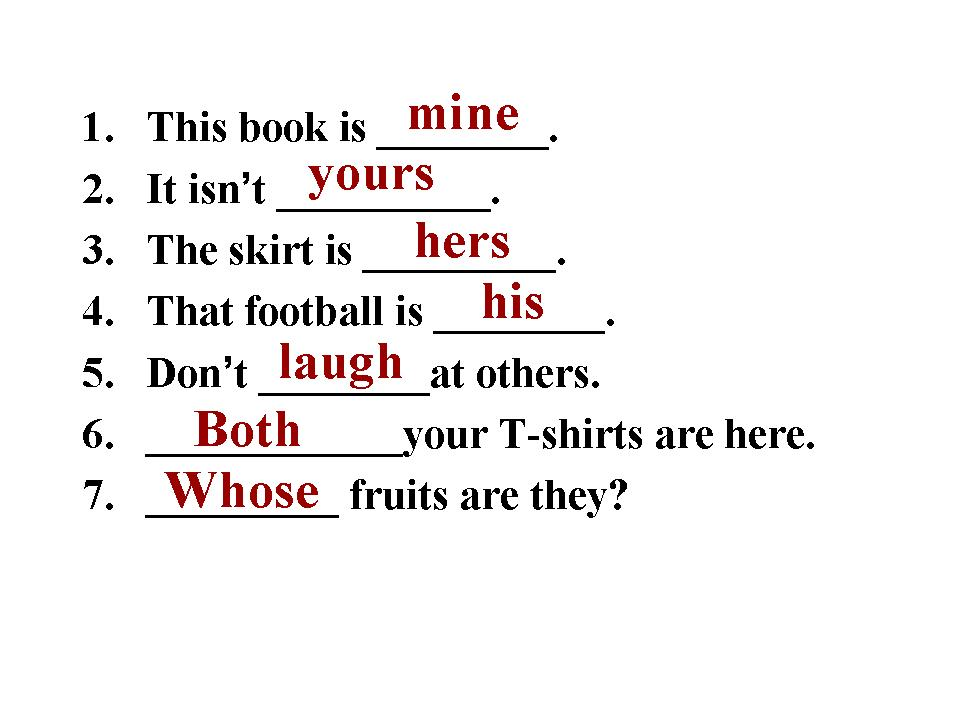 1. This book is mine.
2. It isn’t yours.
3. The skirt is hers.
4. That football is his.
5. Don’t laugh at others.
6. Both your T-shirts are here.
7. Whose fruits are they?